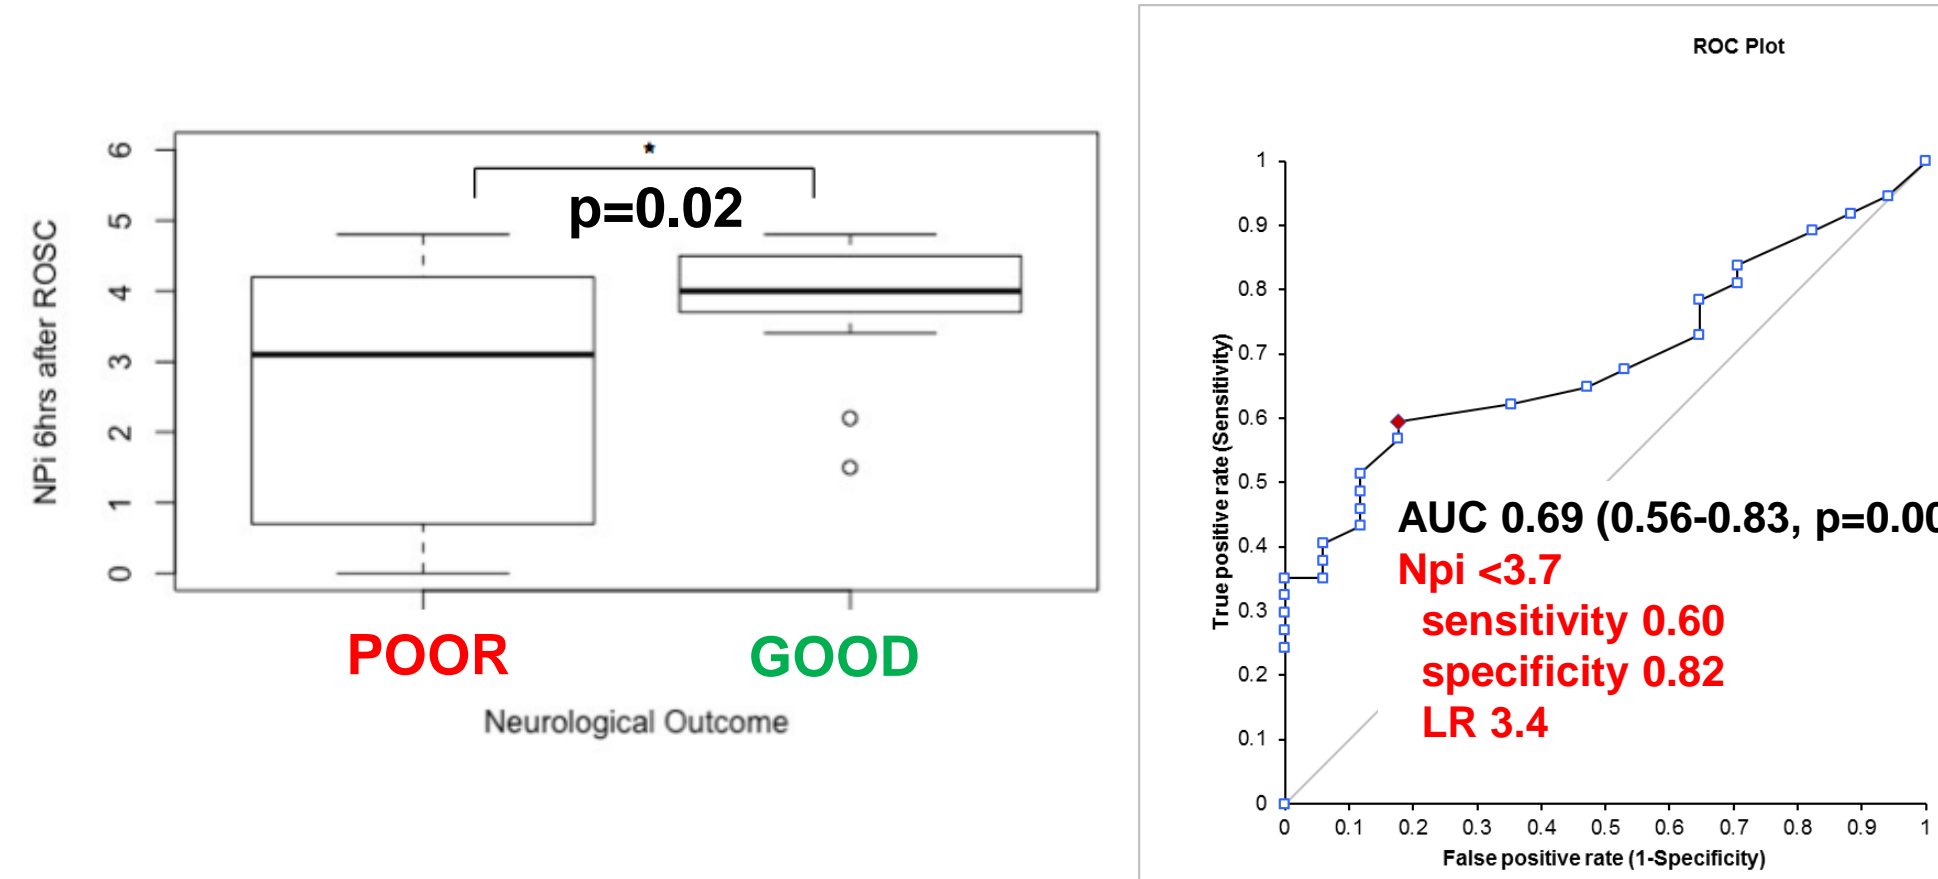 6
5
4
3
2
1
0
NPi 6hrs after ROSC
*
p=0.02
POOR
GOOD
Neurological Outcome
ROC Plot
1
0.9
0.8
0.7
0.6
0.5
0.4
0.3
0.2
0.1
0
True positive rate (Sensitivity)
AUC 0.69 (0.56-0.83, p=0.00
Npi <3.7
sensitivity 0.60
specificity 0.82
LR 3.4
0 0.1 0.2 0.3 0.4 0.5 0.6 0.7 0.8 0.9 1
False positive rate (1-Specificity)